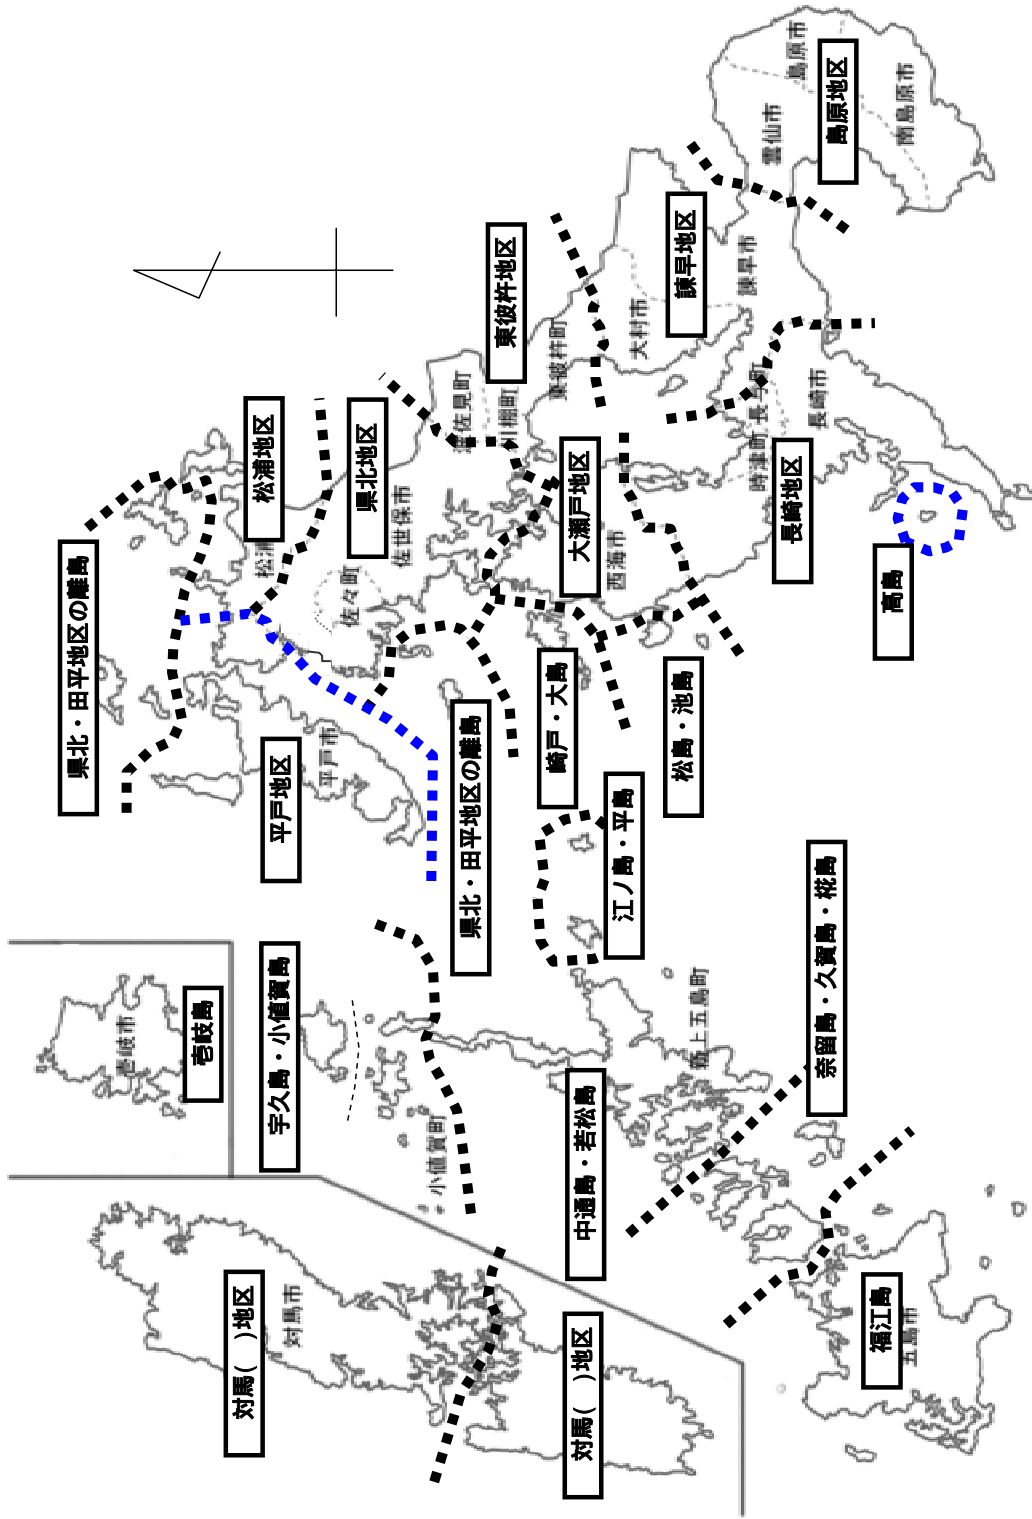 県北・田平地区の離島
壱岐市
壱岐島
対馬(　)地区
対馬市
松浦地区
松浦
平戸地区
平戸市
宇久島・小値賀島
県北地区
佐々町
佐世保市
小値賀町
県北・田平地区の離島
波佐見町
川棚町
東彼杵地区
東彼杵町
対馬(　)地区
中通島・若松島
崎戸・大島
大瀬戸地区
西海市
江ノ島・平島
大村市
諫早地区
諫早市
松島・池島
新上五島町
時津町
長与町
長崎地区
長崎市
雲仙市
島原市
島原地区
南島原市
奈留島・久賀島・椛島
福江島
五島市
高島